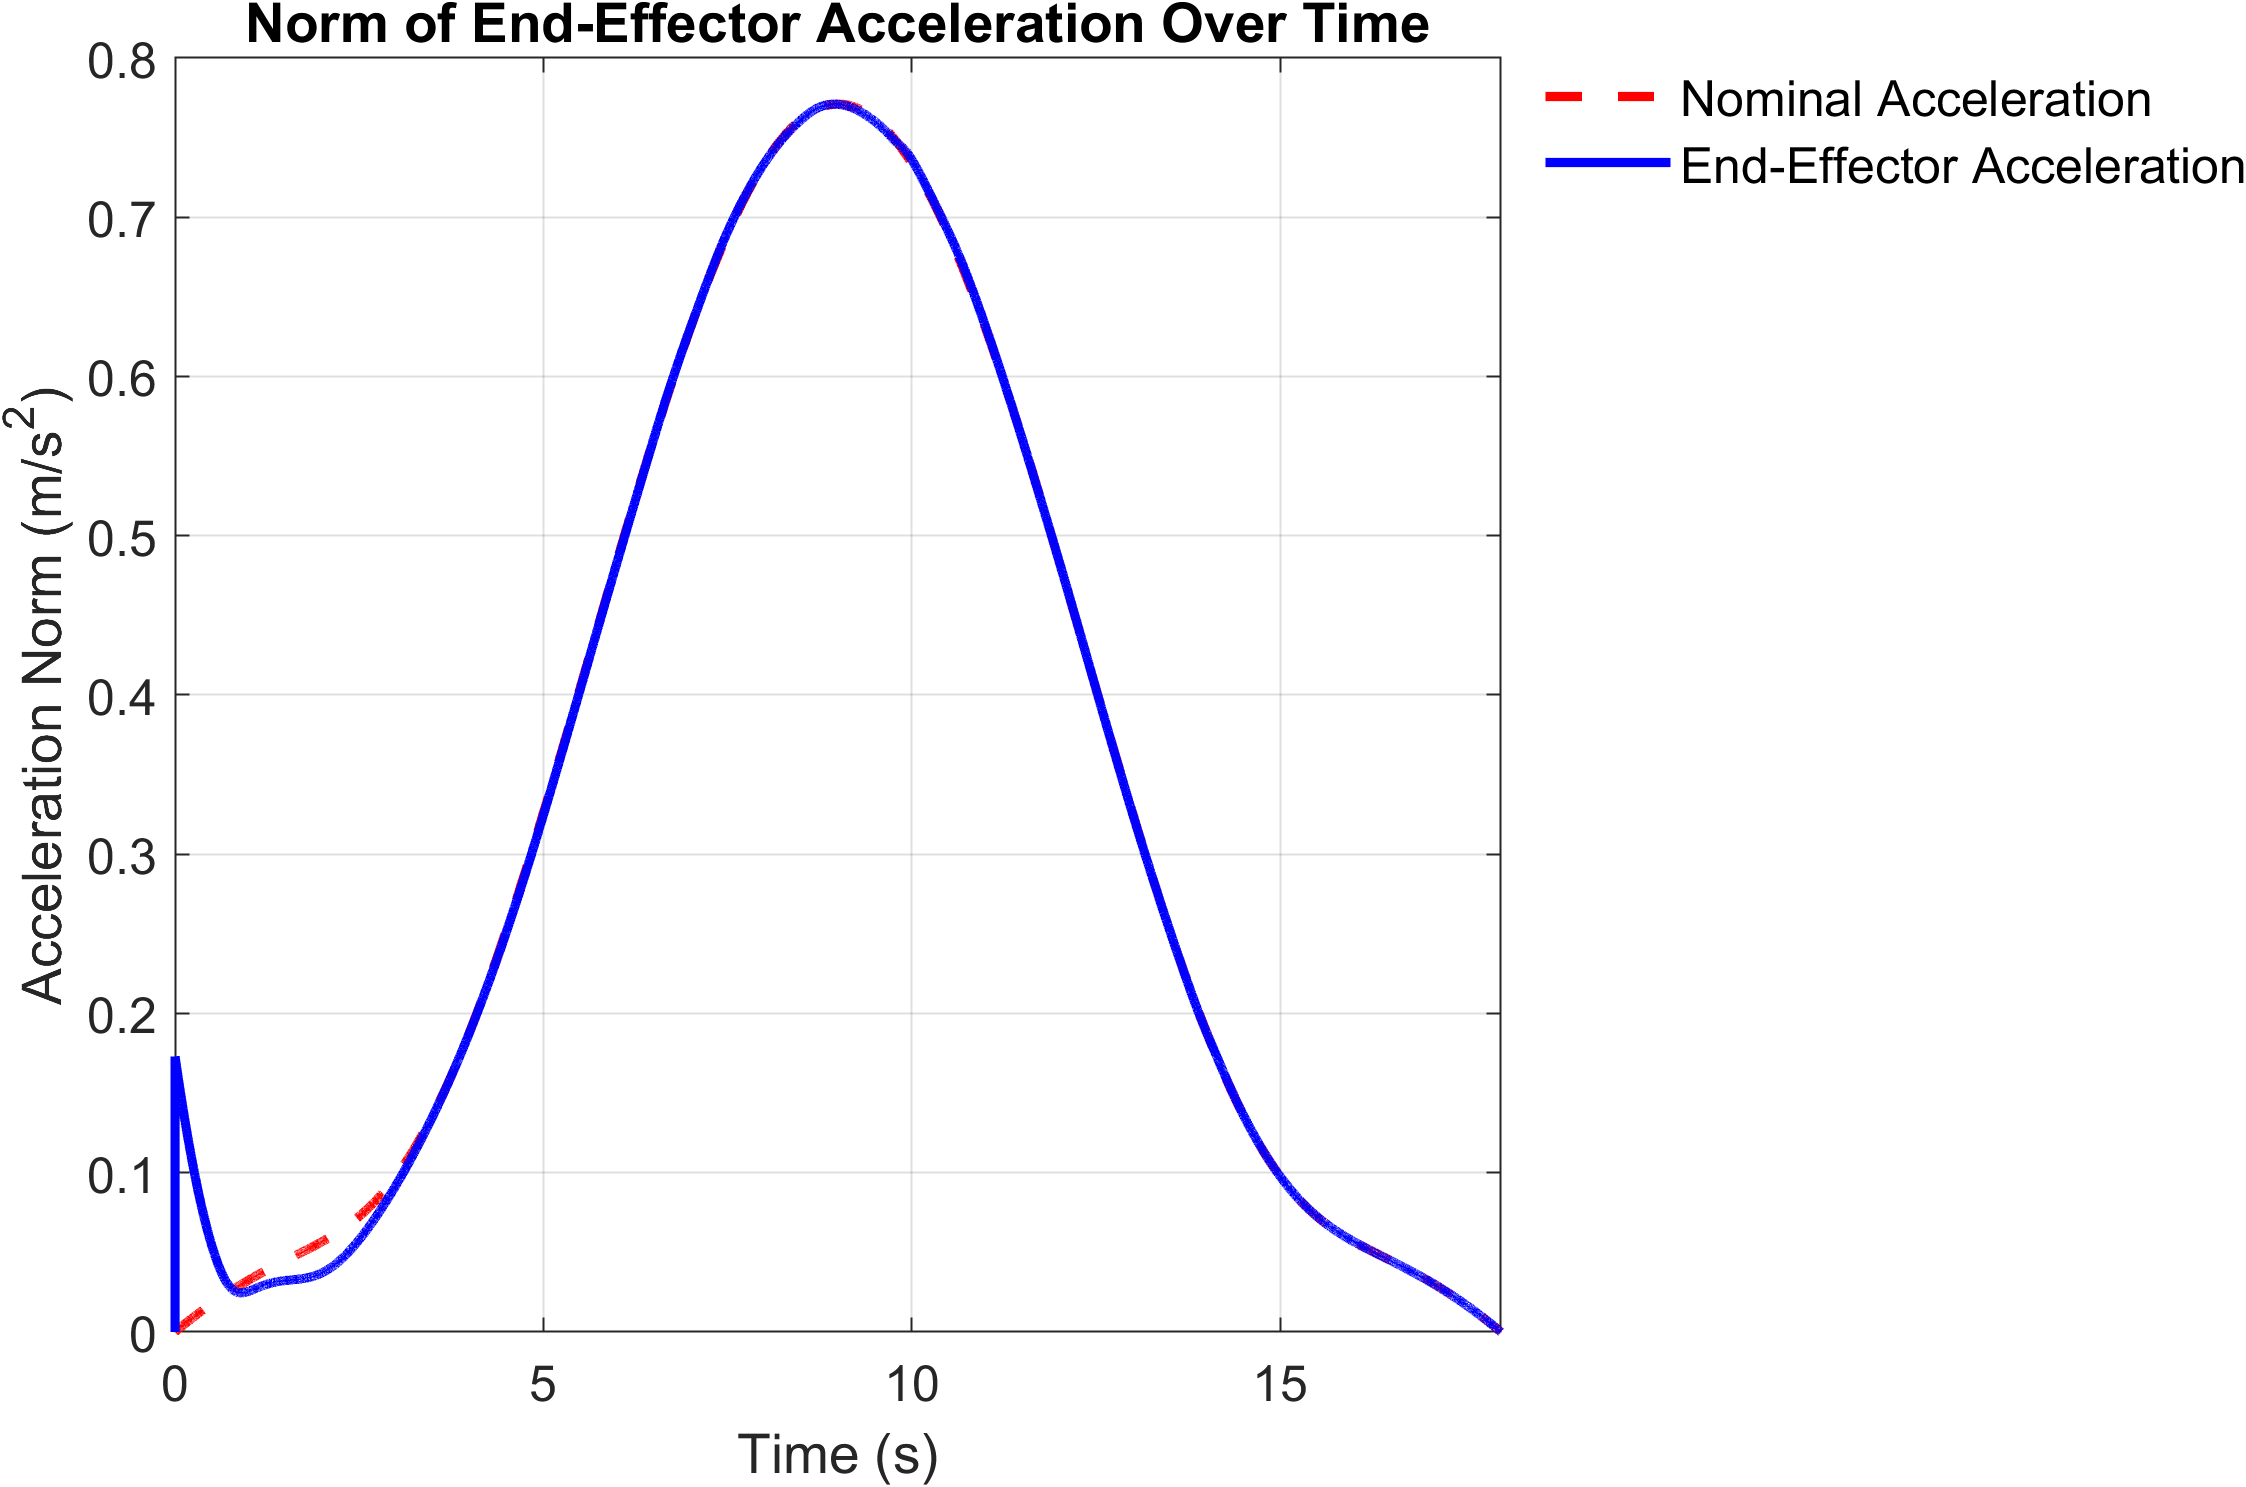 Norm of End-Effector Acceleration Over Time
Nominal Acceleration
End-Effector Acceleration
Acceleration Norm (m/s²)
0.8
0.7
0.6
0.5
0.4
0.3
0.2
0.1
0
0 5 10 15
Time (s)